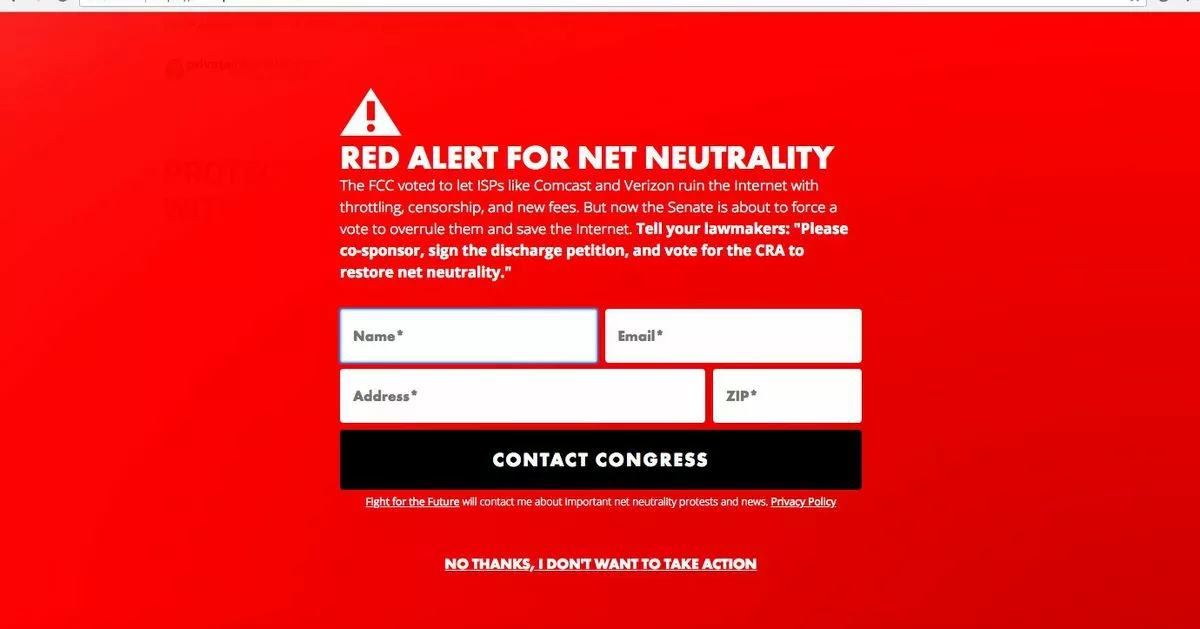 RED ALERT FOR NET NEUTRALITY
The FCC voted to let ISPs like Comcast and Verizon ruin the Internet with
throttling, censorship, and new fees. But now the Senate is about to force a
vote to overrule them and save the Internet. Tell your lawmakers: "Please
co-sponsor, sign the discharge petition, and vote for the CRA to
restore net neutrality."
Name* Email*
Address* ZIP*
CONTACT CONGRESS
Fight for the Future will contact me about important net neutrality protests and news. Privacy Policy
NO THANKS, I DON'T WANT TO TAKE ACTION